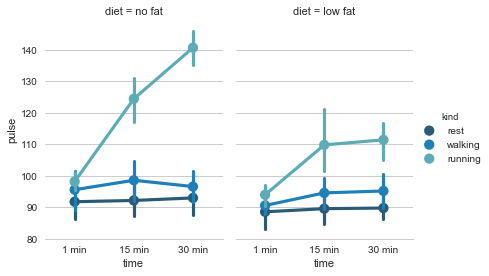 diet = no fat
diet = low fat
140
130
120
110
100
90
80
pulse
1 min
15 min
30 min
time
1 min
15 min
30 min
time
kind
rest
walking
running